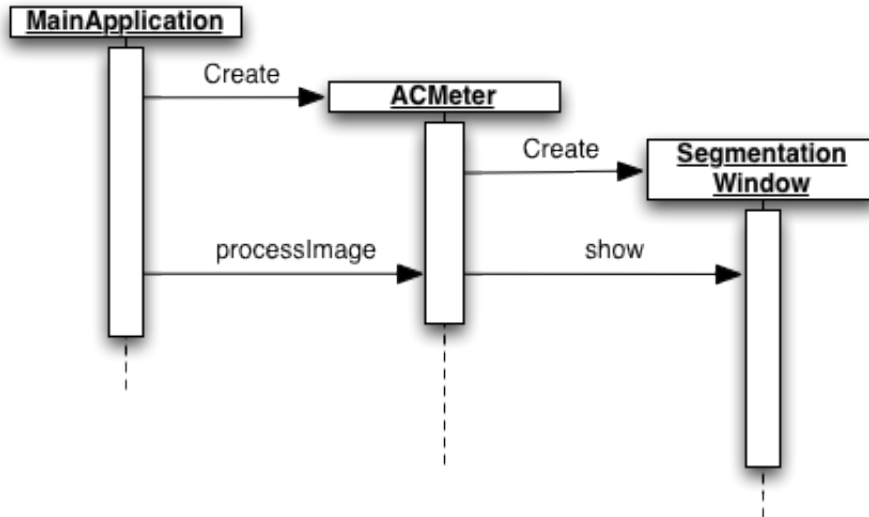 MainApplication
Create
ACMeter
Create
Segmentation
Window
processImage
show